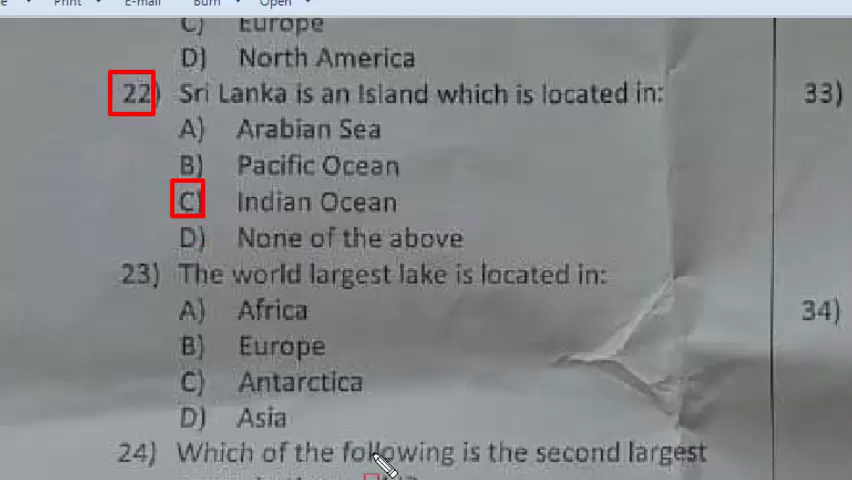 Print E-mail Burn Open
C) Europe
D) North America
22) Sri Lanka is an Island which is located in:
A) Arabian Sea
B) Pacific Ocean
C) Indian Ocean
D) None of the above
23) The world largest lake is located in:
A) Africa
B) Europe
C) Antarctica
D) Asia
24) Which of the following is the second largest
33)
34)